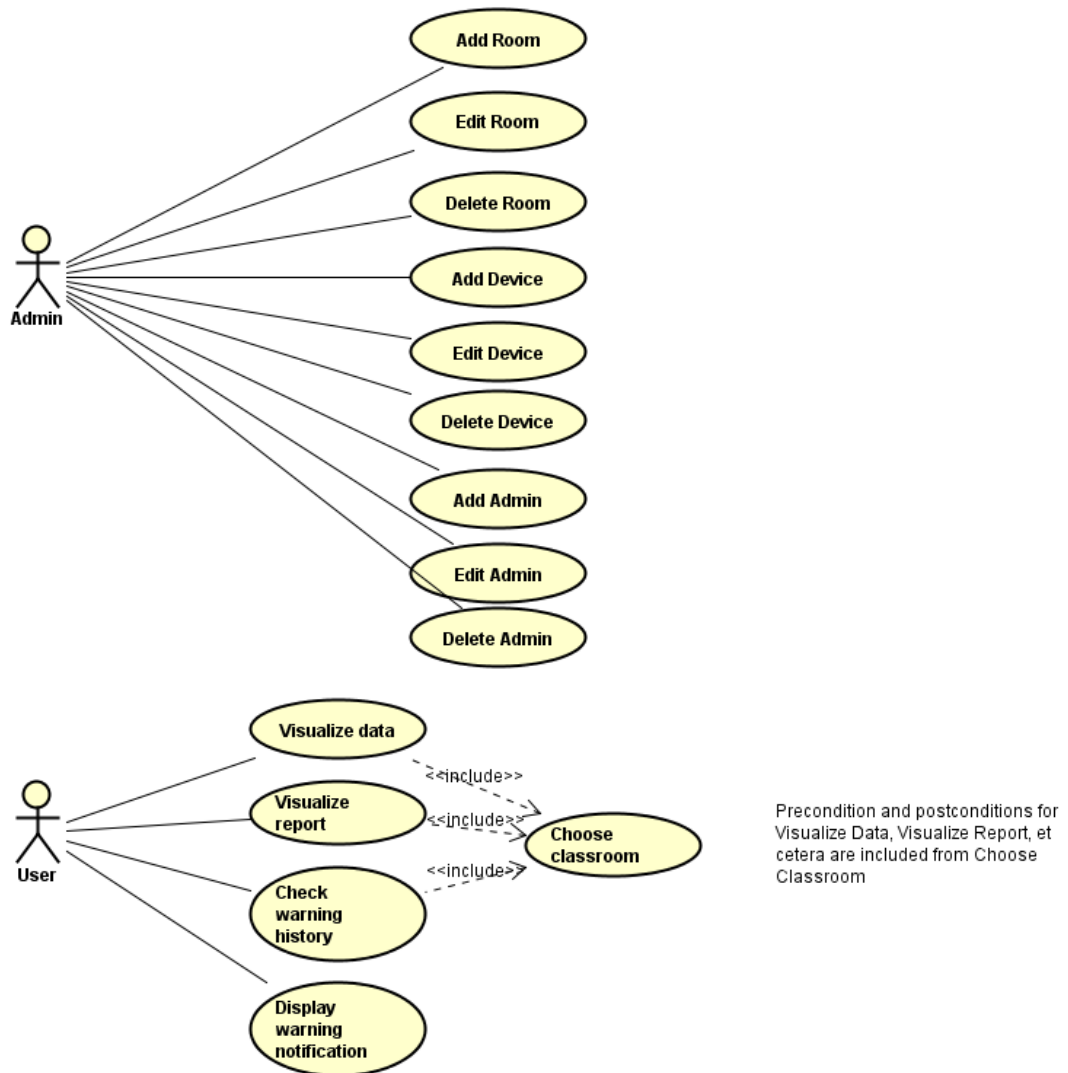 Add Room
Edit Room
Delete Room
Admin
Add Device
Edit Device
Delete Device
Add Admin
Edit Admin
Delete Admin
Visualize data
<<include>>
Visualize
report
<<include>>
Choose
classroom
User
<<include>>
Check
warning
history
Display
warning
notification
Precondition and postconditions for
Visualize Data, Visualize Report, et
cetera are included from Choose
Classroom